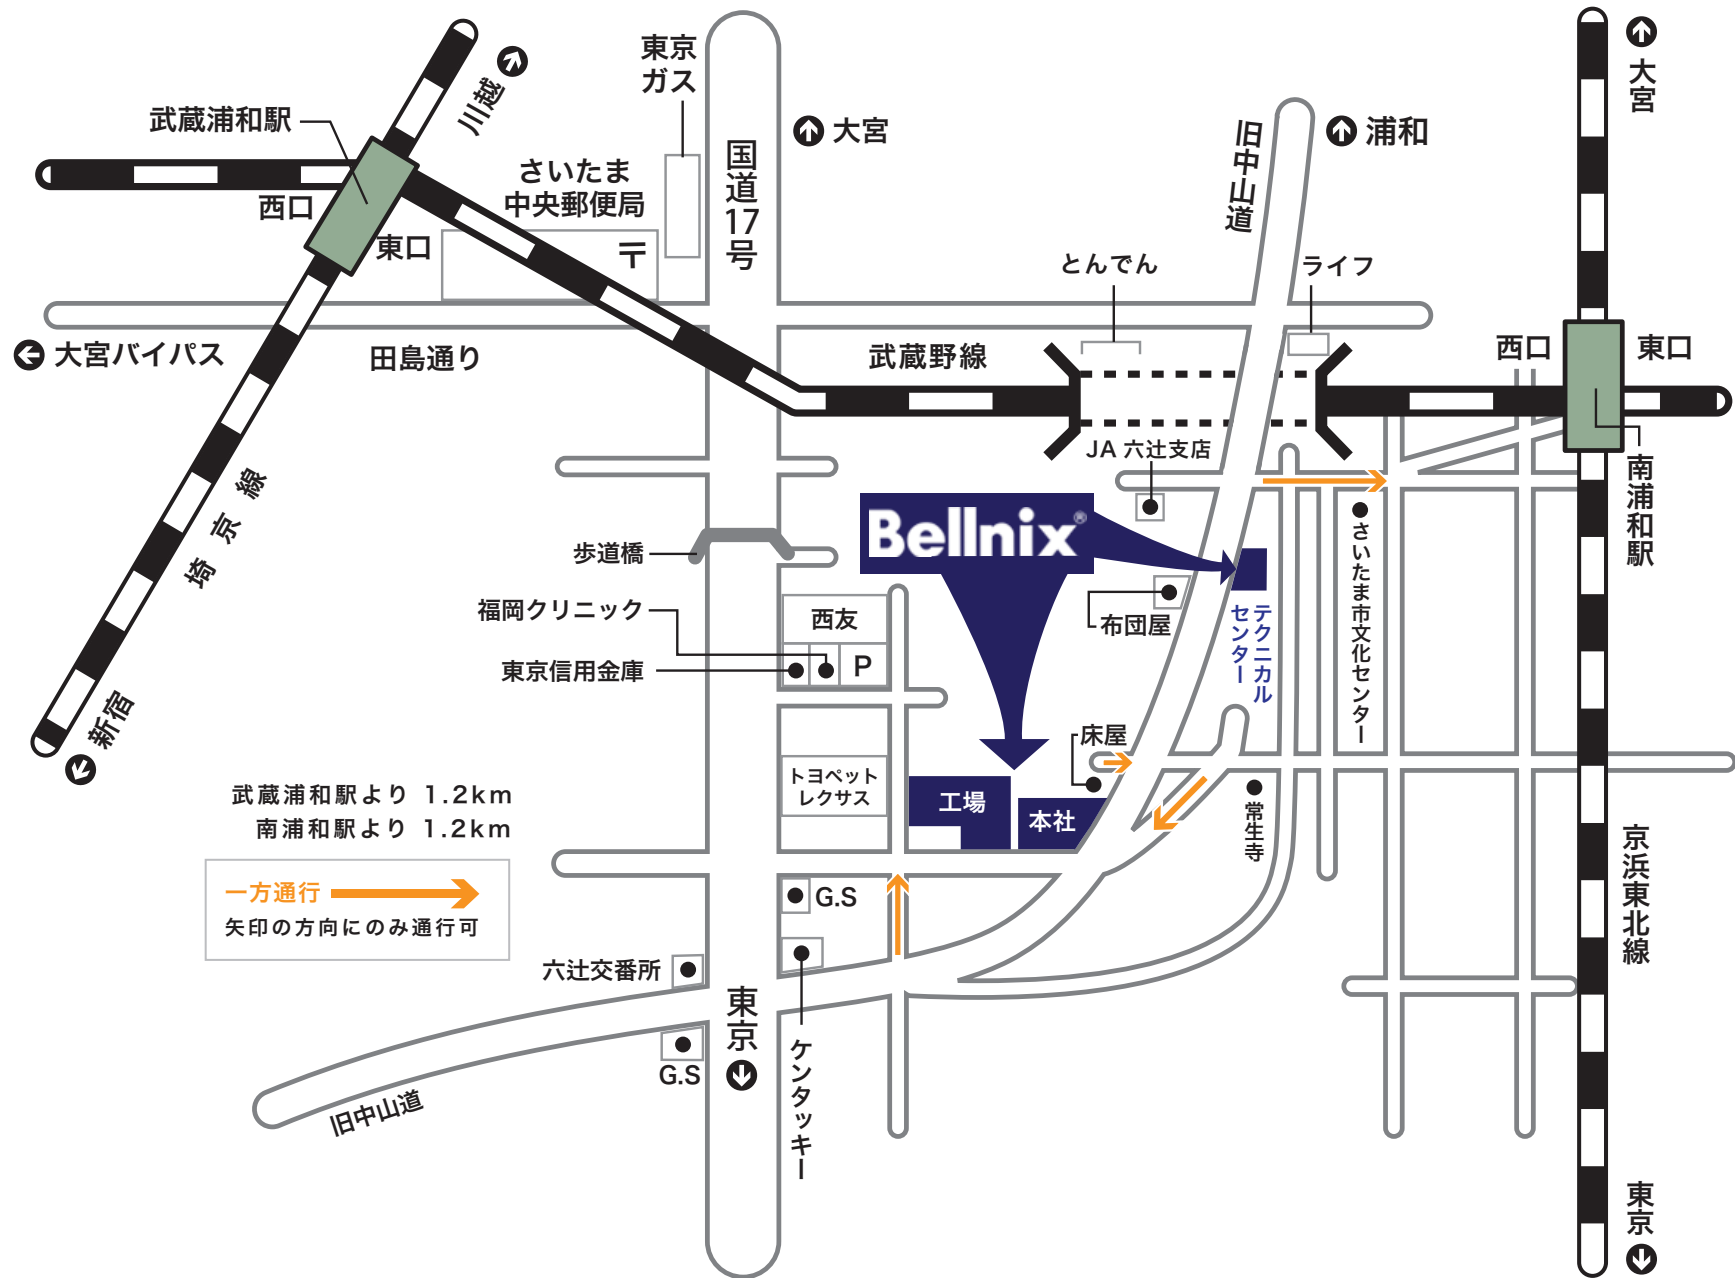 東京
ガス
川越
大宮
武蔵浦和駅
大宮
浦和
旧中山道
国道17号
さいたま
中央郵便局
〒
西口
東口
とんでん
ライフ
大宮バイパス
田島通り
武蔵野線
西口
東口
JA 六辻支店
南浦和駅
埼京線
Bellnix®
歩道橋
さいたま市文化センター
福岡クリニック
西友
布団屋
テクニカル
センター
東京信用金庫
P
新宿
床屋
トヨペット
レクサス
工場
本社
常生寺
武蔵浦和駅より 1.2km
南浦和駅より 1.2km
京浜東北線
一方通行
矢印の方向にのみ通行可
G.S
六辻交番所
東京
G.S
ケンタッキー
旧中山道
東京